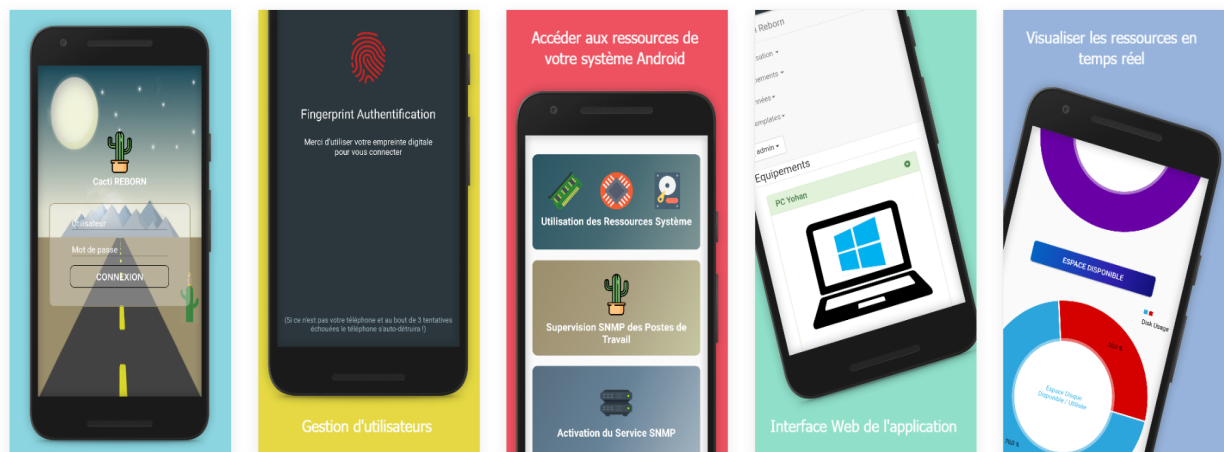 Cacti REBORN
Utilisateur
Mot de passe :
CONNEXION
Fingerprint Authentification
Merci d'utiliser votre empreinte digitale
pour vous connecter
(Si ce n'est pas votre téléphone et au bout de 3 tentatives
échouées le téléphone s'auto-détruira !)
Gestion d'utilisateurs
Accéder aux ressources de
votre système Android
Utilisation des Ressources Système
Supervision SNMP des Postes de
Travail
Activation du Service SNMP
Reborn
admin
Equipements
PC Yohan
Interface Web de l'application
Visualiser les ressources en
temps réel
ESPACE DISPONIBLE
Disk Usage
Espace Disque
Disponible / Utilisée